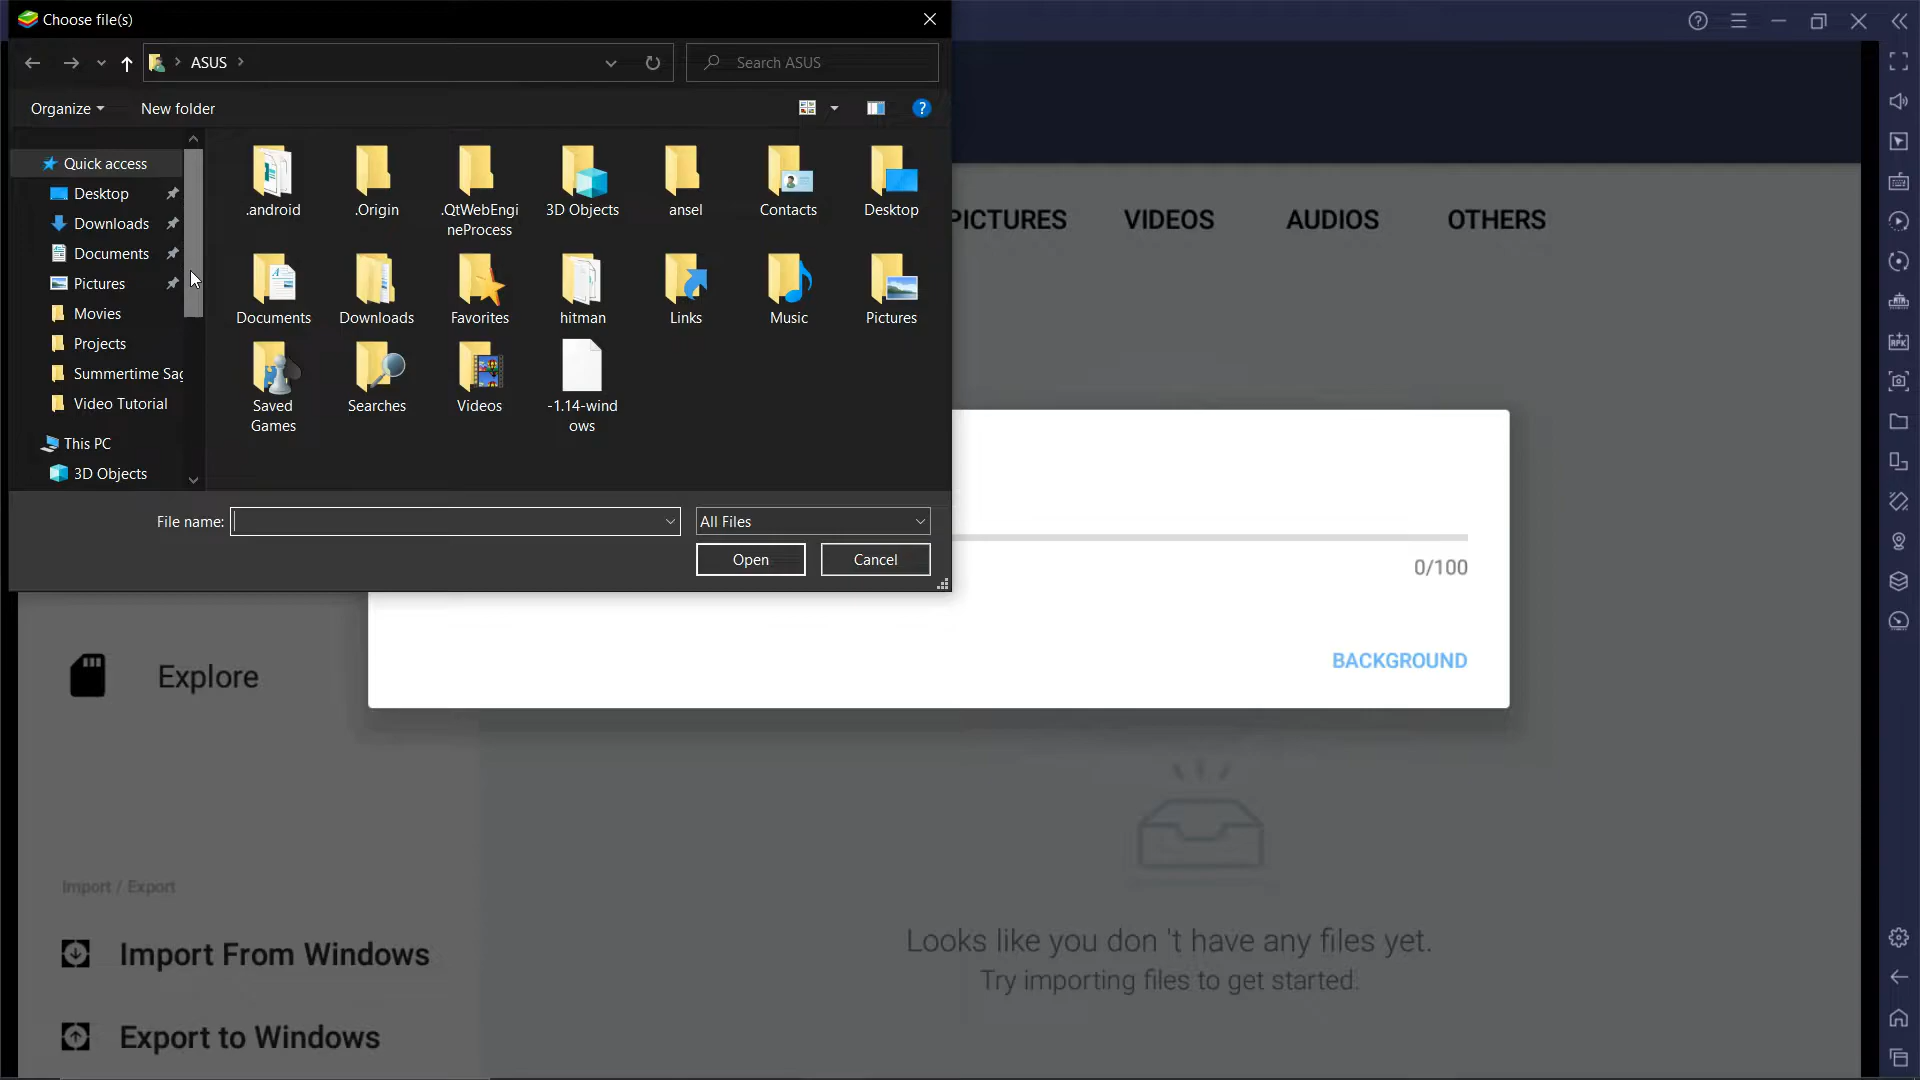 Choose file(s)
ASUS
Search ASUS
Organize
New folder
Quick access
Desktop
Downloads
Documents
Pictures
Movies
Projects
Summertime Sag
Video Tutorial
This PC
3D Objects
.android
.Origin
.QtWebEngi
neProcess
3D Objects
ansel
Contacts
Desktop
Documents
Downloads
Favorites
hitman
Links
Music
Pictures
Saved
Games
Searches
Videos
-1.14-wind
ows
File name:
All Files
Open
Cancel
PICTURES
VIDEOS
AUDIOS
OTHERS
0/100
BACKGROUND
Explore
Import / Export
Import From Windows
Export to Windows
Looks like you don 't have any files yet.
Try importing files to get started.